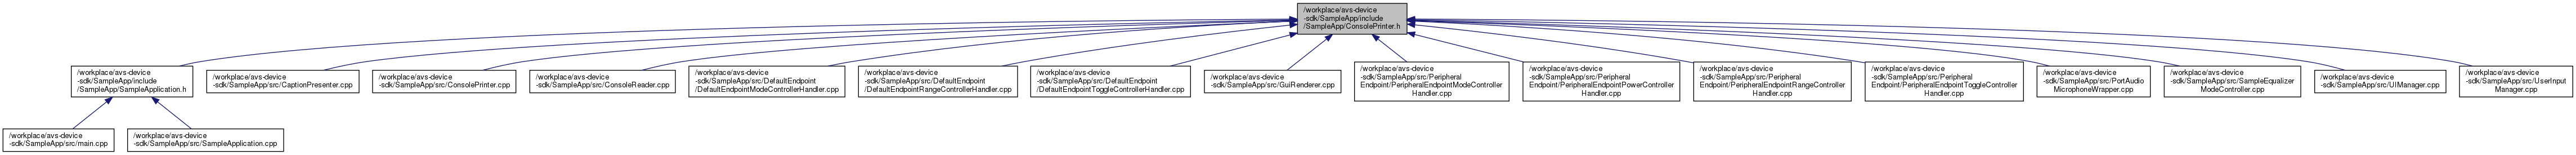 /workplace/avs-device
-sdk/SampleApp/include
/SampleApp/ConsolePrinter.h
/workplace/avs-device
-sdk/SampleApp/include
/SampleApp/SampleApplication.h
/workplace/avs-device
-sdk/SampleApp/src/CaptionPresenter.cpp
/workplace/avs-device
-sdk/SampleApp/src/ConsolePrinter.cpp
/workplace/avs-device
-sdk/SampleApp/src/ConsoleReader.cpp
/workplace/avs-device
-sdk/SampleApp/src/DefaultEndpoint
/DefaultEndpointModeControllerHandler.cpp
/workplace/avs-device
-sdk/SampleApp/src/DefaultEndpoint
/DefaultEndpointRangeControllerHandler.cpp
/workplace/avs-device
-sdk/SampleApp/src/DefaultEndpoint
/DefaultEndpointToggleControllerHandler.cpp
/workplace/avs-device
-sdk/SampleApp/src/GuiRenderer.cpp
/workplace/avs-device
-sdk/SampleApp/src/Peripheral
Endpoint/PeripheralEndpointModeController
Handler.cpp
/workplace/avs-device
-sdk/SampleApp/src/Peripheral
Endpoint/PeripheralEndpointPowerController
Handler.cpp
/workplace/avs-device
-sdk/SampleApp/src/Peripheral
Endpoint/PeripheralEndpointRangeController
Handler.cpp
/workplace/avs-device
-sdk/SampleApp/src/Peripheral
Endpoint/PeripheralEndpointToggleController
Handler.cpp
/workplace/avs-device
-sdk/SampleApp/src/PortAudio
MicrophoneWrapper.cpp
/workplace/avs-device
-sdk/SampleApp/src/SampleEqualizer
ModeController.cpp
/workplace/avs-device
-sdk/SampleApp/src/UIManager.cpp
/workplace/avs-device
-sdk/SampleApp/src/UserInput
Manager.cpp
/workplace/avs-device
-sdk/SampleApp/src/main.cpp
/workplace/avs-device
-sdk/SampleApp/src/SampleApplication.cpp